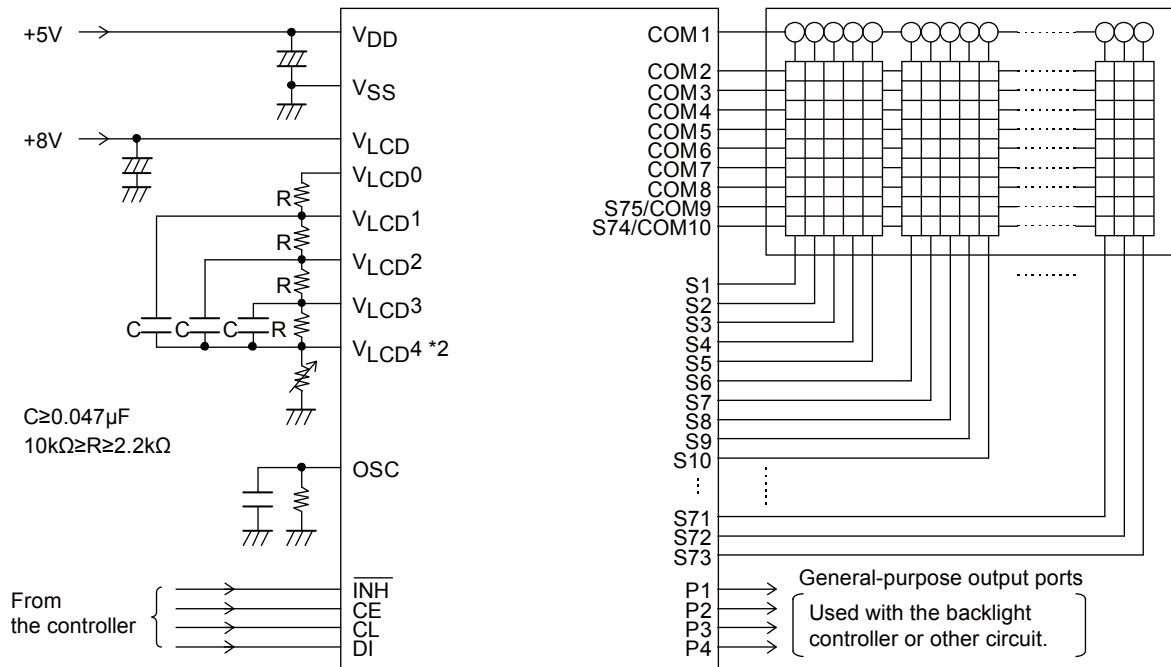 +5V
VDD
VSS
+8V
VLCD
VLCD0
R
VLCD1
R
VLCD2
R
VLCD3
C C C R
VLCD4 *2
C≥0.047μF
10kΩ≥R≥2.2kΩ
OSC
From
the controller
INH
CE
CL
DI
COM1
COM2
COM3
COM4
COM5
COM6
COM7
COM8
S75/COM9
S74/COM10
S1
S2
S3
S4
S5
S6
S7
S8
S9
S10
S71
S72
S73
P1
P2
P3
P4
General-purpose output ports
Used with the backlight
controller or other circuit.